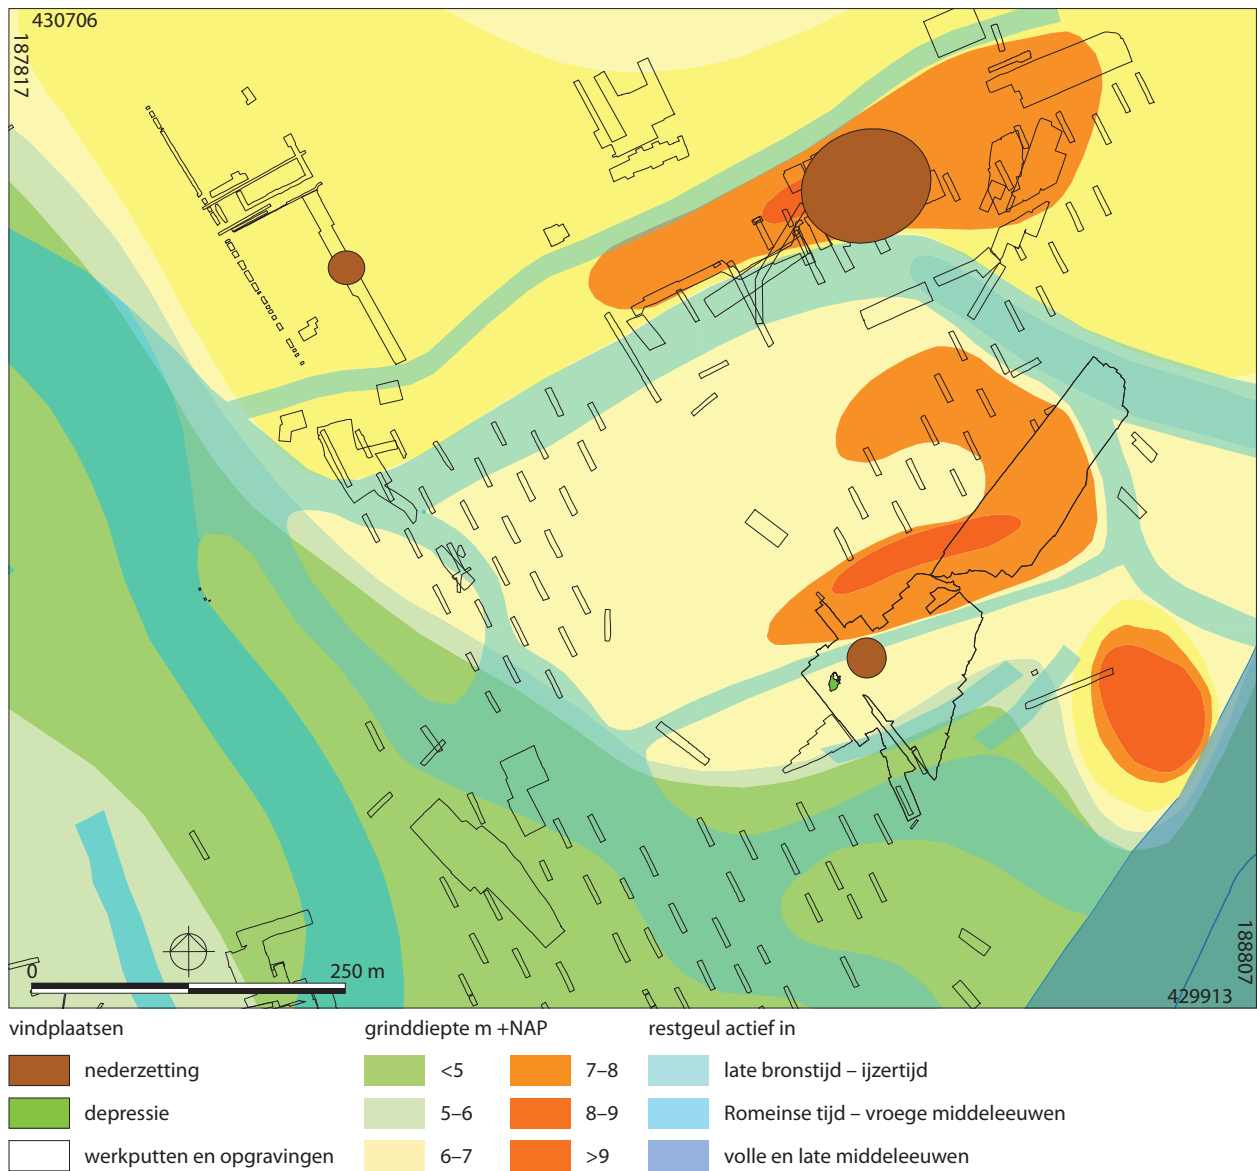 430706
187817
0
250 m
188807
429913
vindplaatsen
nederzetting
depressie
werkputten en opgravingen
grinddiepte m +NAP
<5
5–6
6–7
7–8
8–9
>9
restgeul actief in
late bronstijd – ijzertijd
Romeinse tijd – vroege middeleeuwen
volle en late middeleeuwen